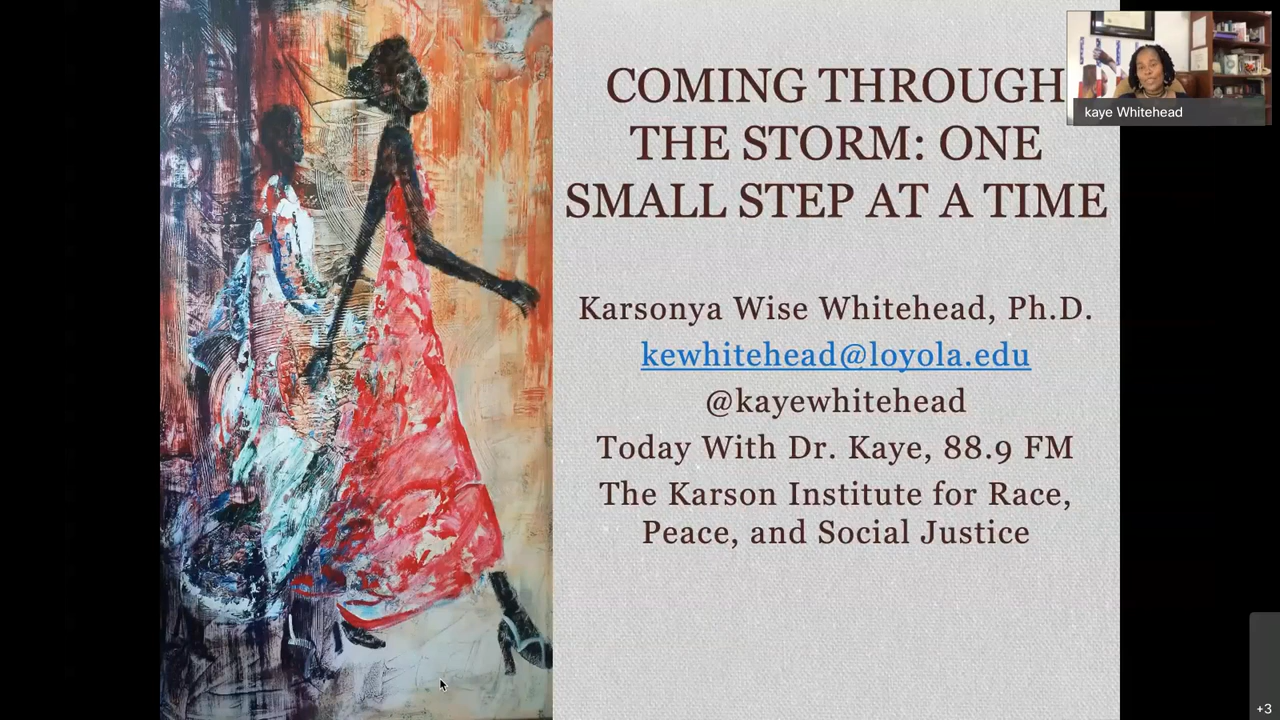 COMING THROUGH
THE STORM: ONE
SMALL STEP AT A TIME
kaye Whitehead
Karsonya Wise Whitehead, Ph.D.
kewhitehead@loyola.edu
@kayewhitehead
Today With Dr. Kaye, 88.9 FM
The Karson Institute for Race,
Peace, and Social Justice
+3